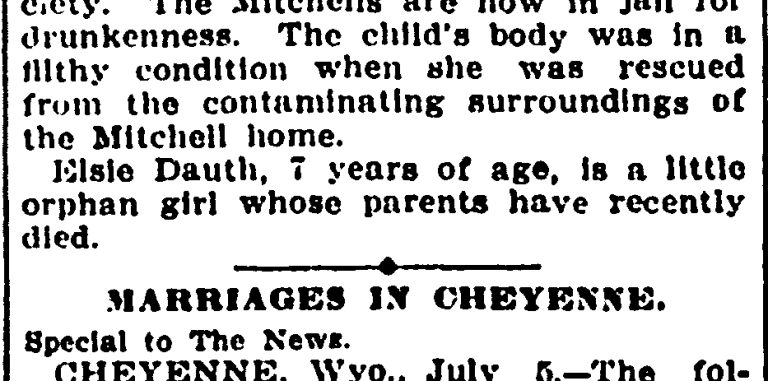 ciety. The Mitchells are now in jail for
drunkenness. The child's body was in a
filthy condition when she was rescued
from the contaminating surroundings of
the Mitchell home.
Elsie Dauth, 7 years of age, is a little
orphan girl whose parents have recently
died.
MARRIAGES IN CHEYENNE.
Special to The News.
CHEYENNE, Wyo., July 5.—The fol-